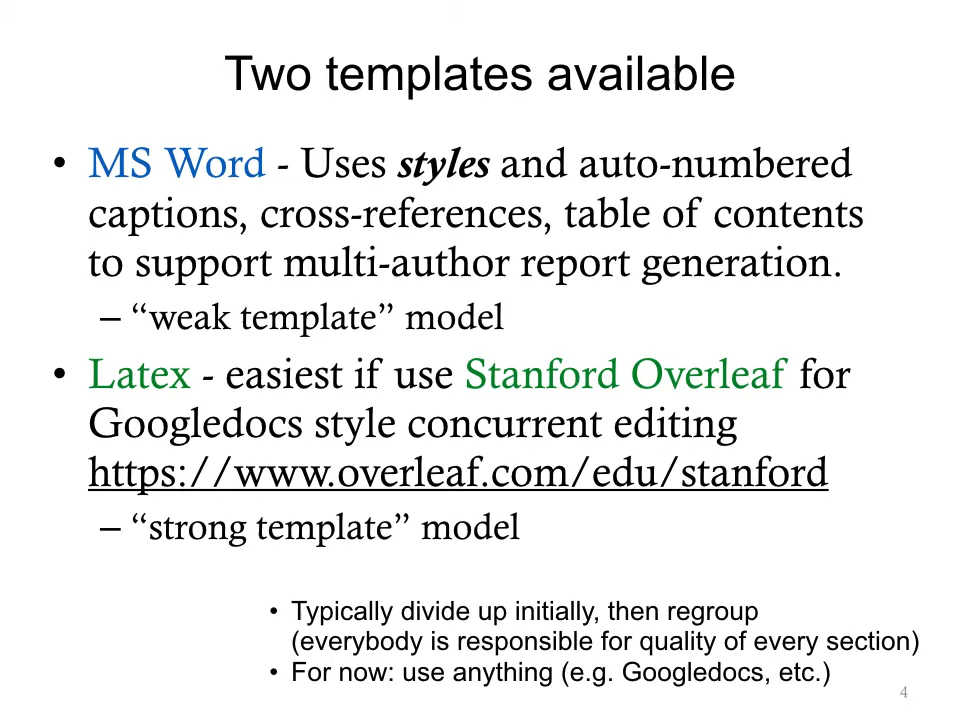 Two templates available
• MS Word - Uses styles and auto-numbered
captions, cross-references, table of contents
to support multi-author report generation.
– “weak template” model
• Latex - easiest if use Stanford Overleaf for
Googledocs style concurrent editing
https://www.overleaf.com/edu/stanford
– “strong template” model
• Typically divide up initially, then regroup
(everybody is responsible for quality of every section)
• For now: use anything (e.g. Googledocs, etc.)
4